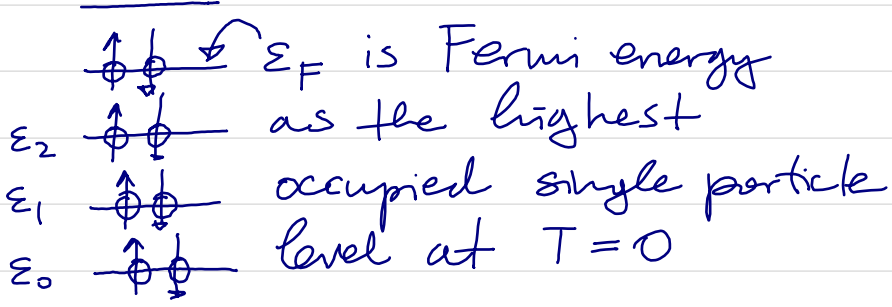 ε_F is Fermi energy
ε₂ as the highest
ε₁ occupied single particle
ε₀ level at T = 0